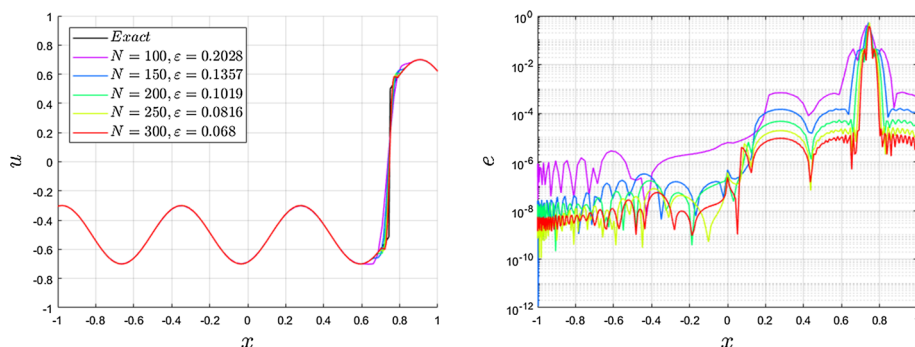 1
0.8
0.6
0.4
0.2
0
-0.2
-0.4
-0.6
-0.8
-1
u
-1 -0.8 -0.6 -0.4 -0.2 0 0.2 0.4 0.6 0.8 1
x
Exact
N = 100, ε = 0.2028
N = 150, ε = 0.1357
N = 200, ε = 0.1019
N = 250, ε = 0.0816
N = 300, ε = 0.068
10^0
10^-2
10^-4
10^-6
10^-8
10^-10
10^-12
e
-1 -0.8 -0.6 -0.4 -0.2 0 0.2 0.4 0.6 0.8 1
x